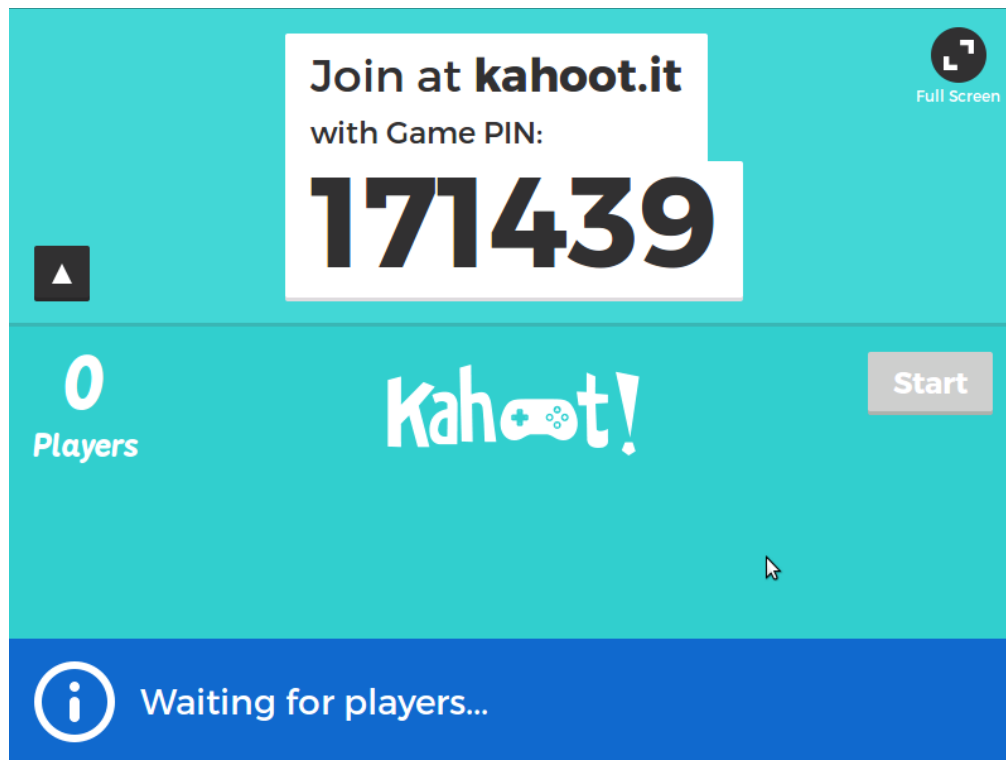 Join at kahoot.it
with Game PIN:
171439
Full Screen
0
Players
Kahoot!
Start
Waiting for players...